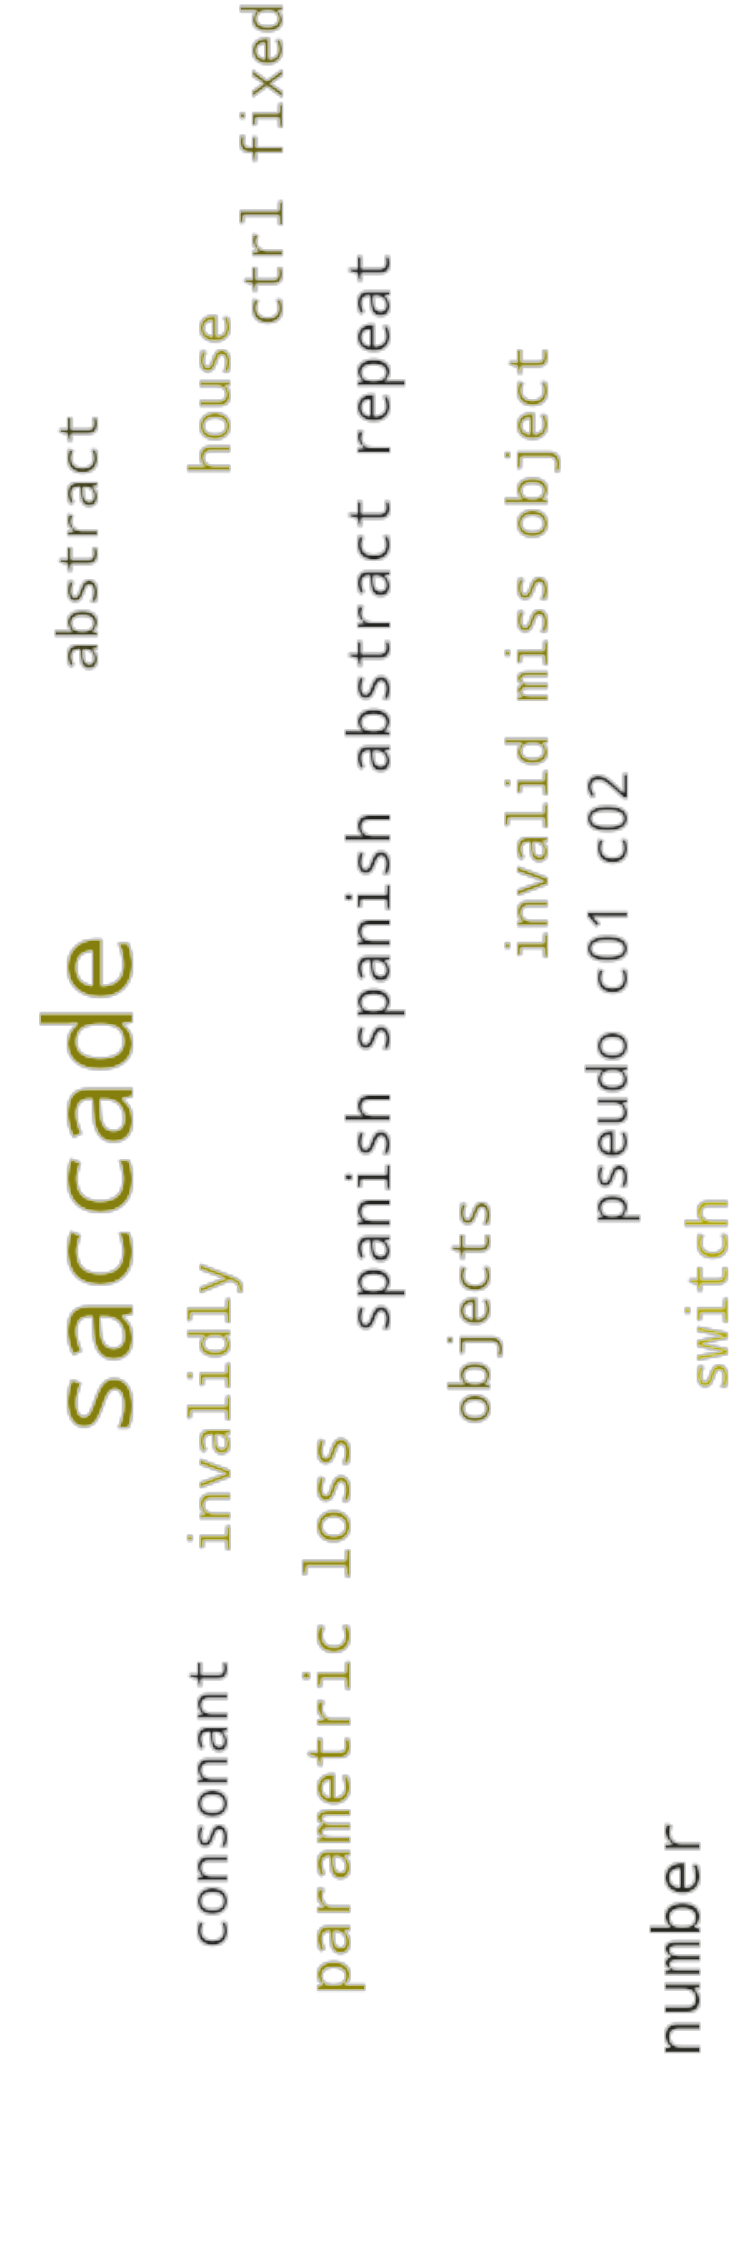 abstract
saccade
house
invalidly
consonant
ctrl fixed
parametric loss
spanish spanish abstract repeat
objects
invalid miss object
pseudo c01 c02
number
switch